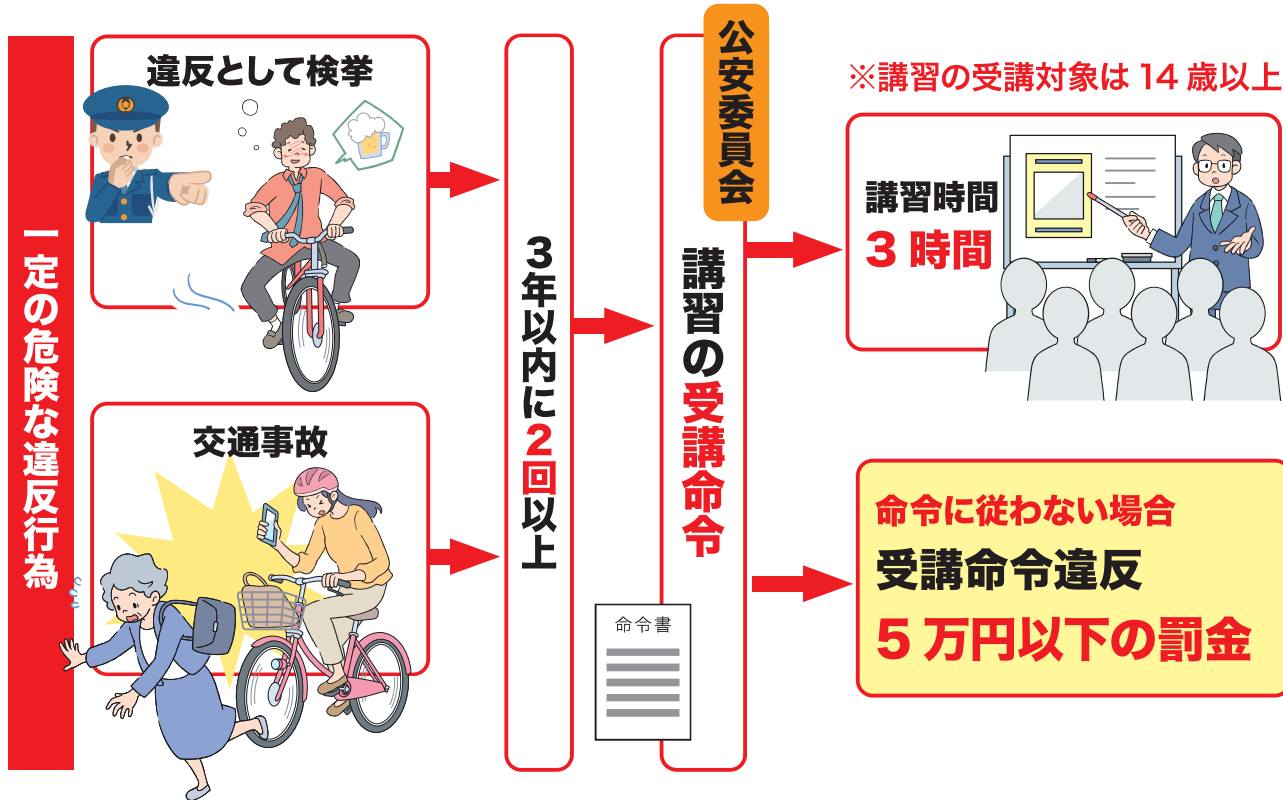 一定の危険な違反行為
違反として検挙
交通事故
3年以内に2回以上
公安委員会
講習の受講命令
命令書
※講習の受講対象は 14 歳以上
講習時間
3 時間
命令に従わない場合
受講命令違反
5 万円以下の罰金